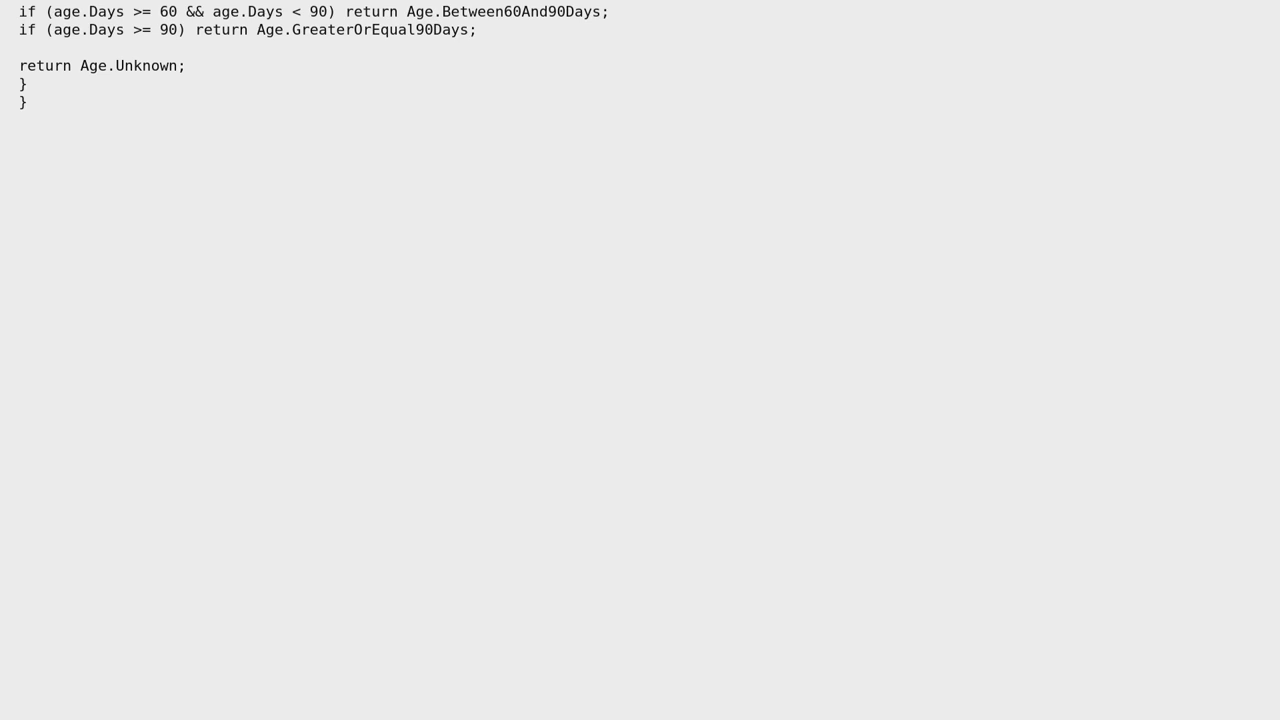 if (age.Days >= 60 && age.Days < 90) return Age.Between60And90Days;
if (age.Days >= 90) return Age.GreaterOrEqual90Days;

return Age.Unknown;
}
}